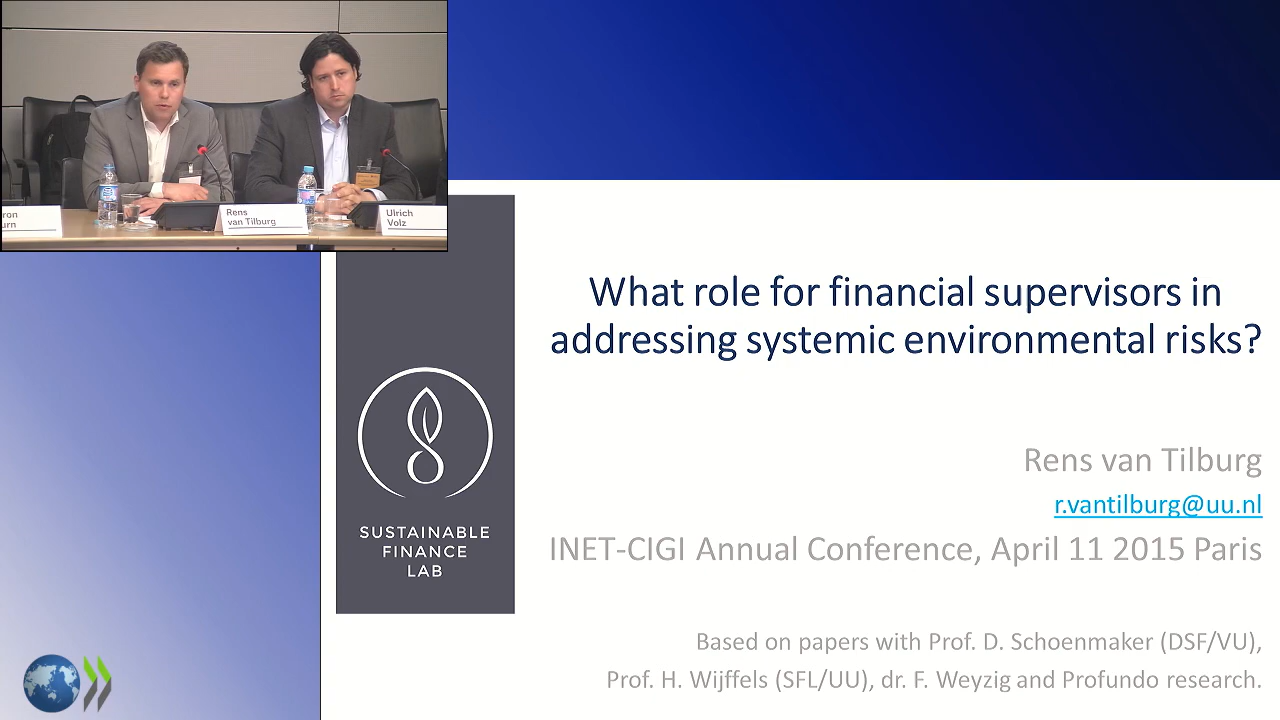 Rens
van Tilburg
Ulrich
Volz
What role for financial supervisors in
addressing systemic environmental risks?
Rens van Tilburg
r.vantilburg@uu.nl
INET-CIGI Annual Conference, April 11 2015 Paris
SUSTAINABLE
FINANCE
LAB
Based on papers with Prof. D. Schoenmaker (DSF/VU),
Prof. H. Wijffels (SFL/UU), dr. F. Weyzig and Profundo research.